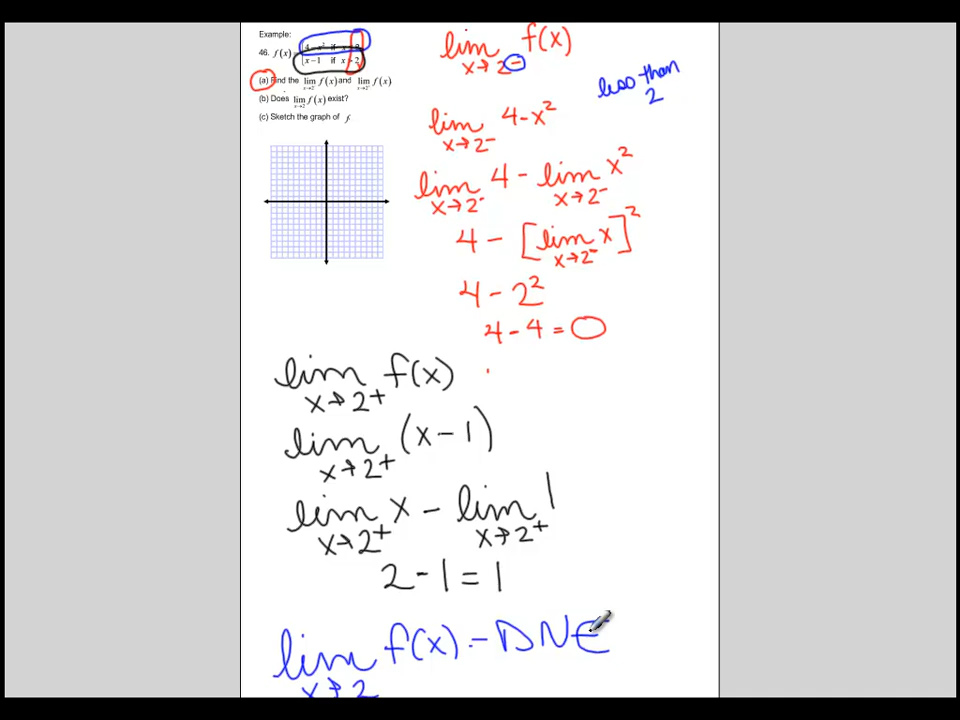 Example:
46. f(x) = { 4 - x² if x
x - 1 if x > 2
(a) Find the lim x→2⁻ f(x) and lim x→2⁺ f(x)
(b) Does lim x→2 f(x) exist?
(c) Sketch the graph of f.
lim x→2⁻ f(x)
less than
2
lim x→2⁻ 4-x²
lim x→2⁻ 4 - lim x→2⁻ x²
4 - [lim x→2⁻ x]²
4 - 2²
4 - 4 = 0
lim x→2⁺ f(x)
lim x→2⁺ (x-1)
lim x→2⁺ x - lim x→2⁺ 1
2 - 1 = 1
lim x→2 f(x) = DNE